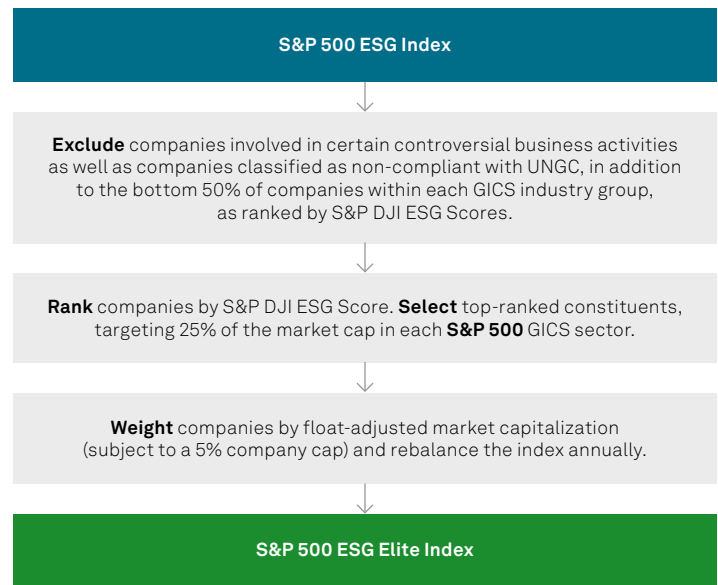 S&P 500 ESG Index
Exclude companies involved in certain controversial business activities
as well as companies classified as non-compliant with UNGC, in addition
to the bottom 50% of companies within each GICS industry group,
as ranked by S&P DJI ESG Scores.
Rank companies by S&P DJI ESG Score. Select top-ranked constituents,
targeting 25% of the market cap in each S&P 500 GICS sector.
Weight companies by float-adjusted market capitalization
(subject to a 5% company cap) and rebalance the index annually.
S&P 500 ESG Elite Index